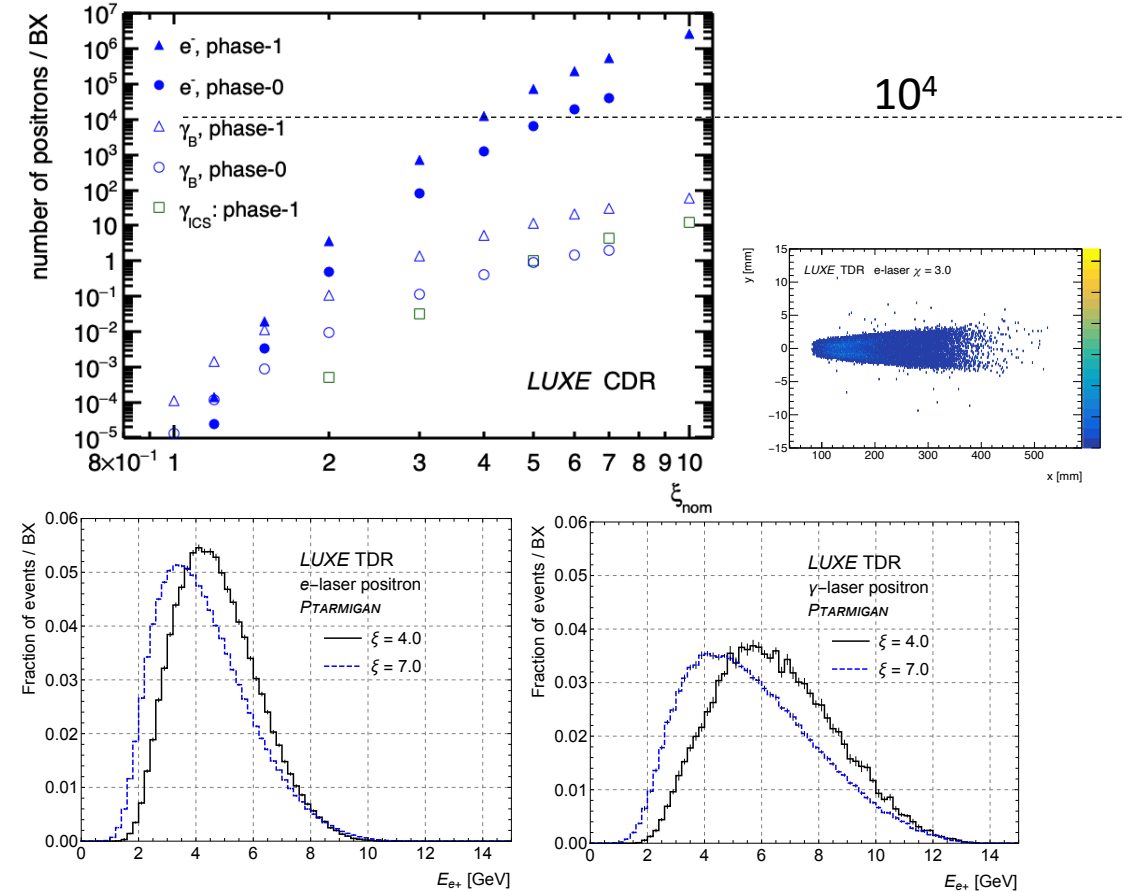 number of positrons / BX
10⁷
10⁶
10⁵
10⁴
10³
10²
10
1
10⁻¹
10⁻²
10⁻³
10⁻⁴
10⁻⁵
e⁻, phase-1
e⁻, phase-0
γ_B, phase-1
γ_B, phase-0
γ_ICS: phase-1
LUXE CDR
8×10⁻¹ 1 2 3 4 5 6 7 8 9 10
ξ_nom
10⁴
y [mm]
15
10
5
0
−5
−10
−15
LUXE TDR e-laser χ = 3.0
100 200 300 400 500
x [mm]
Fraction of events / BX
0.06
0.05
0.04
0.03
0.02
0.01
0.00
LUXE TDR
e-laser positron
PTARMIGAN
ξ = 4.0
ξ = 7.0
0 2 4 6 8 10 12 14
E_e+ [GeV]
Fraction of events / BX
0.06
0.05
0.04
0.03
0.02
0.01
0.00
LUXE TDR
γ-laser positron
PTARMIGAN
ξ = 4.0
ξ = 7.0
0 2 4 6 8 10 12 14
E_e+ [GeV]